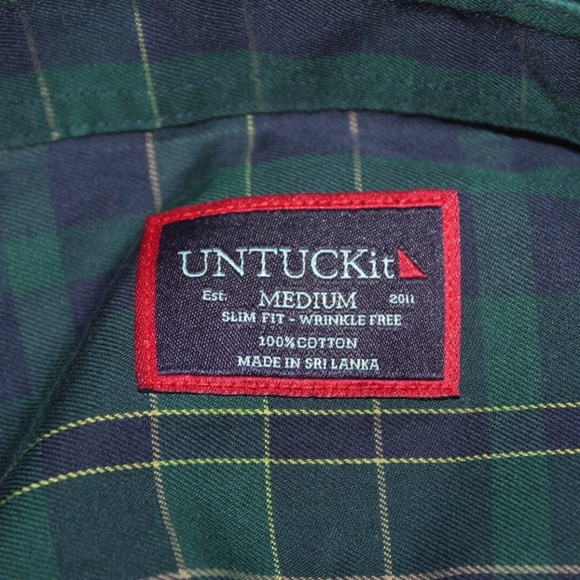 UNTUCKit
Est. MEDIUM 2011
SLIM FIT - WRINKLE FREE
100% COTTON
MADE IN SRI LANKA